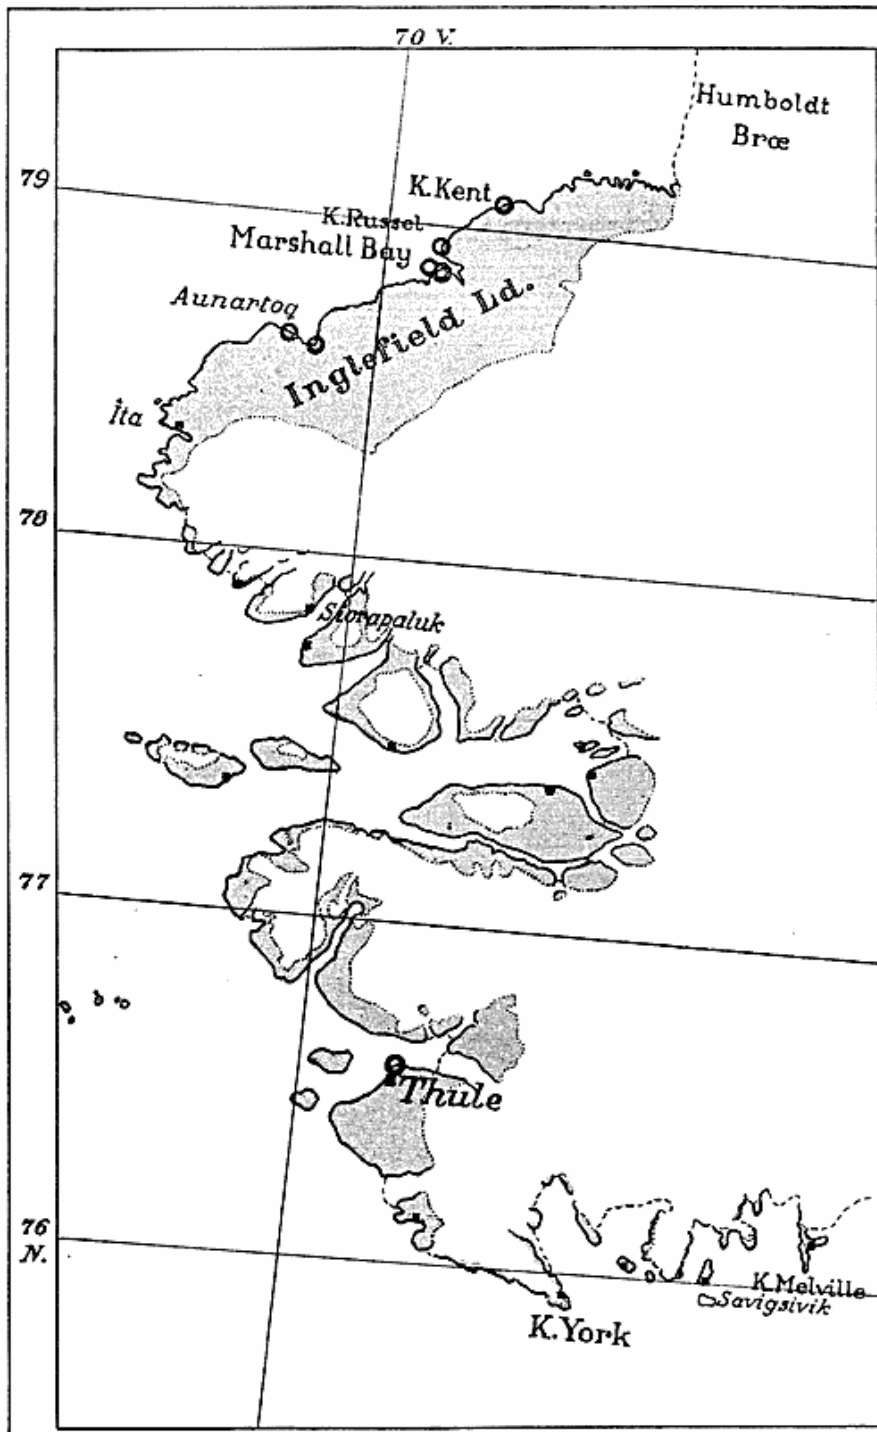 70 V.
Humboldt
Bræ
79
K.Kent
K.Russel
Marshall Bay
Aunartoq
Inglefield Ld.
Ita
78
Siorapaluk
77
Thule
76
N.
K.Melville
Savigsivik
K.York